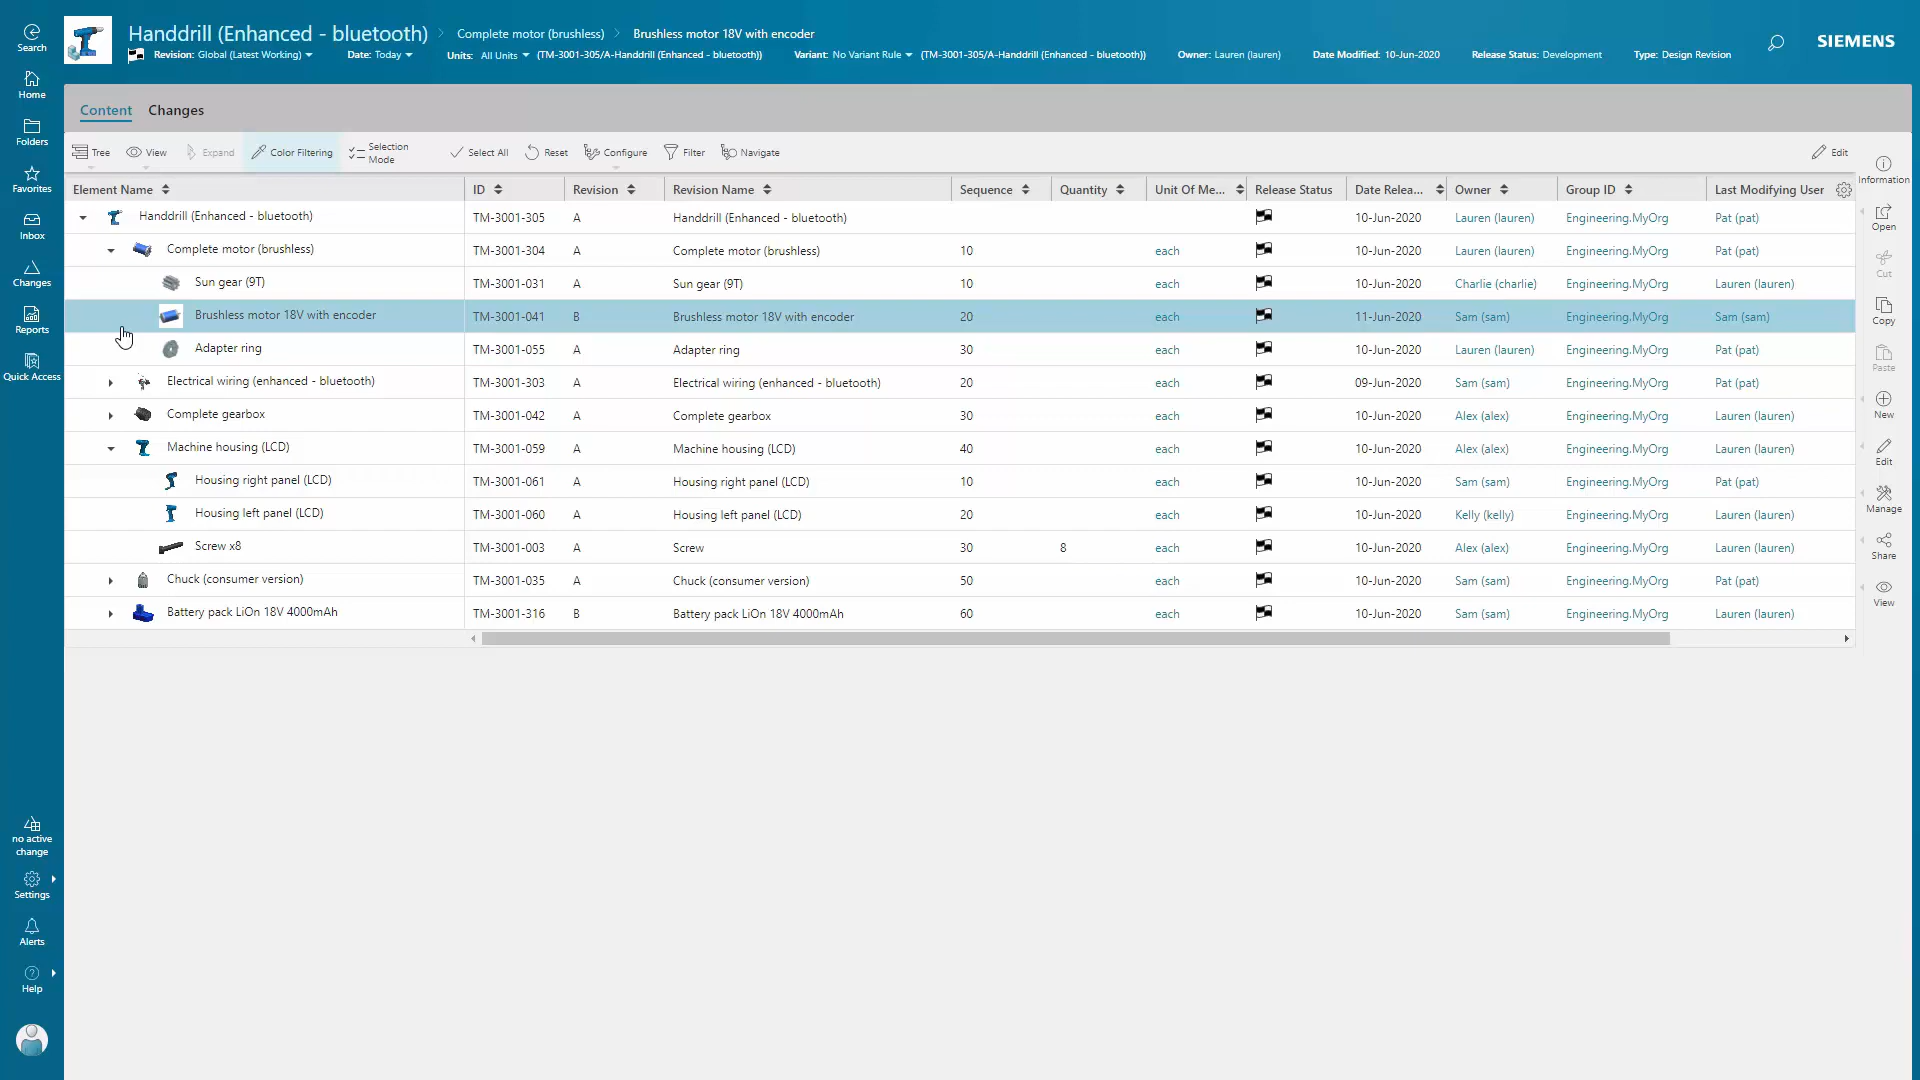 Handdrill (Enhanced - bluetooth) Complete motor (brushless) Brushless motor 18V with encoder
Revision: Global (Latest Working) Date: Today Units: All Units (TM-3001-305/A-Handdrill (Enhanced - bluetooth)) Variant: No Variant Rule (TM-3001-305/A-Handdrill (Enhanced - bluetooth)) Owner: Lauren (lauren) Date Modified: 10-Jun-2020 Release Status: Development Type: Design Revision
SIEMENS
Search
Home
Folders
Favorites
Inbox
Changes
Reports
Quick Access
no active
change
Settings
Alerts
Help
Content Changes
Tree View Expand Color Filtering Selection Mode Select All Reset Configure Filter Navigate Edit
Element Name ID Revision Revision Name Sequence Quantity Unit Of Me... Release Status Date Relea... Owner Group ID Last Modifying User
Handdrill (Enhanced - bluetooth) TM-3001-305 A Handdrill (Enhanced - bluetooth) 10-Jun-2020 Lauren (lauren) Engineering.MyOrg Pat (pat)
Complete motor (brushless) TM-3001-304 A Complete motor (brushless) 10 each 10-Jun-2020 Lauren (lauren) Engineering.MyOrg Pat (pat)
Sun gear (9T) TM-3001-031 A Sun gear (9T) 10 each 10-Jun-2020 Charlie (charlie) Engineering.MyOrg Lauren (lauren)
Brushless motor 18V with encoder TM-3001-041 B Brushless motor 18V with encoder 20 each 11-Jun-2020 Sam (sam) Engineering.MyOrg Sam (sam)
Adapter ring TM-3001-055 A Adapter ring 30 each 10-Jun-2020 Lauren (lauren) Engineering.MyOrg Pat (pat)
Electrical wiring (enhanced - bluetooth) TM-3001-303 A Electrical wiring (enhanced - bluetooth) 20 each 09-Jun-2020 Sam (sam) Engineering.MyOrg Pat (pat)
Complete gearbox TM-3001-042 A Complete gearbox 30 each 10-Jun-2020 Alex (alex) Engineering.MyOrg Lauren (lauren)
Machine housing (LCD) TM-3001-059 A Machine housing (LCD) 40 each 10-Jun-2020 Alex (alex) Engineering.MyOrg Lauren (lauren)
Housing right panel (LCD) TM-3001-061 A Housing right panel (LCD) 10 each 10-Jun-2020 Sam (sam) Engineering.MyOrg Pat (pat)
Housing left panel (LCD) TM-3001-060 A Housing left panel (LCD) 20 each 10-Jun-2020 Kelly (kelly) Engineering.MyOrg Lauren (lauren)
Screw x8 TM-3001-003 A Screw 30 8 each 10-Jun-2020 Alex (alex) Engineering.MyOrg Lauren (lauren)
Chuck (consumer version) TM-3001-035 A Chuck (consumer version) 50 each 10-Jun-2020 Sam (sam) Engineering.MyOrg Pat (pat)
Battery pack LiOn 18V 4000mAh TM-3001-316 B Battery pack LiOn 18V 4000mAh 60 each 10-Jun-2020 Sam (sam) Engineering.MyOrg Lauren (lauren)
Information
Open
Cut
Copy
Paste
New
Edit
Manage
Share
View